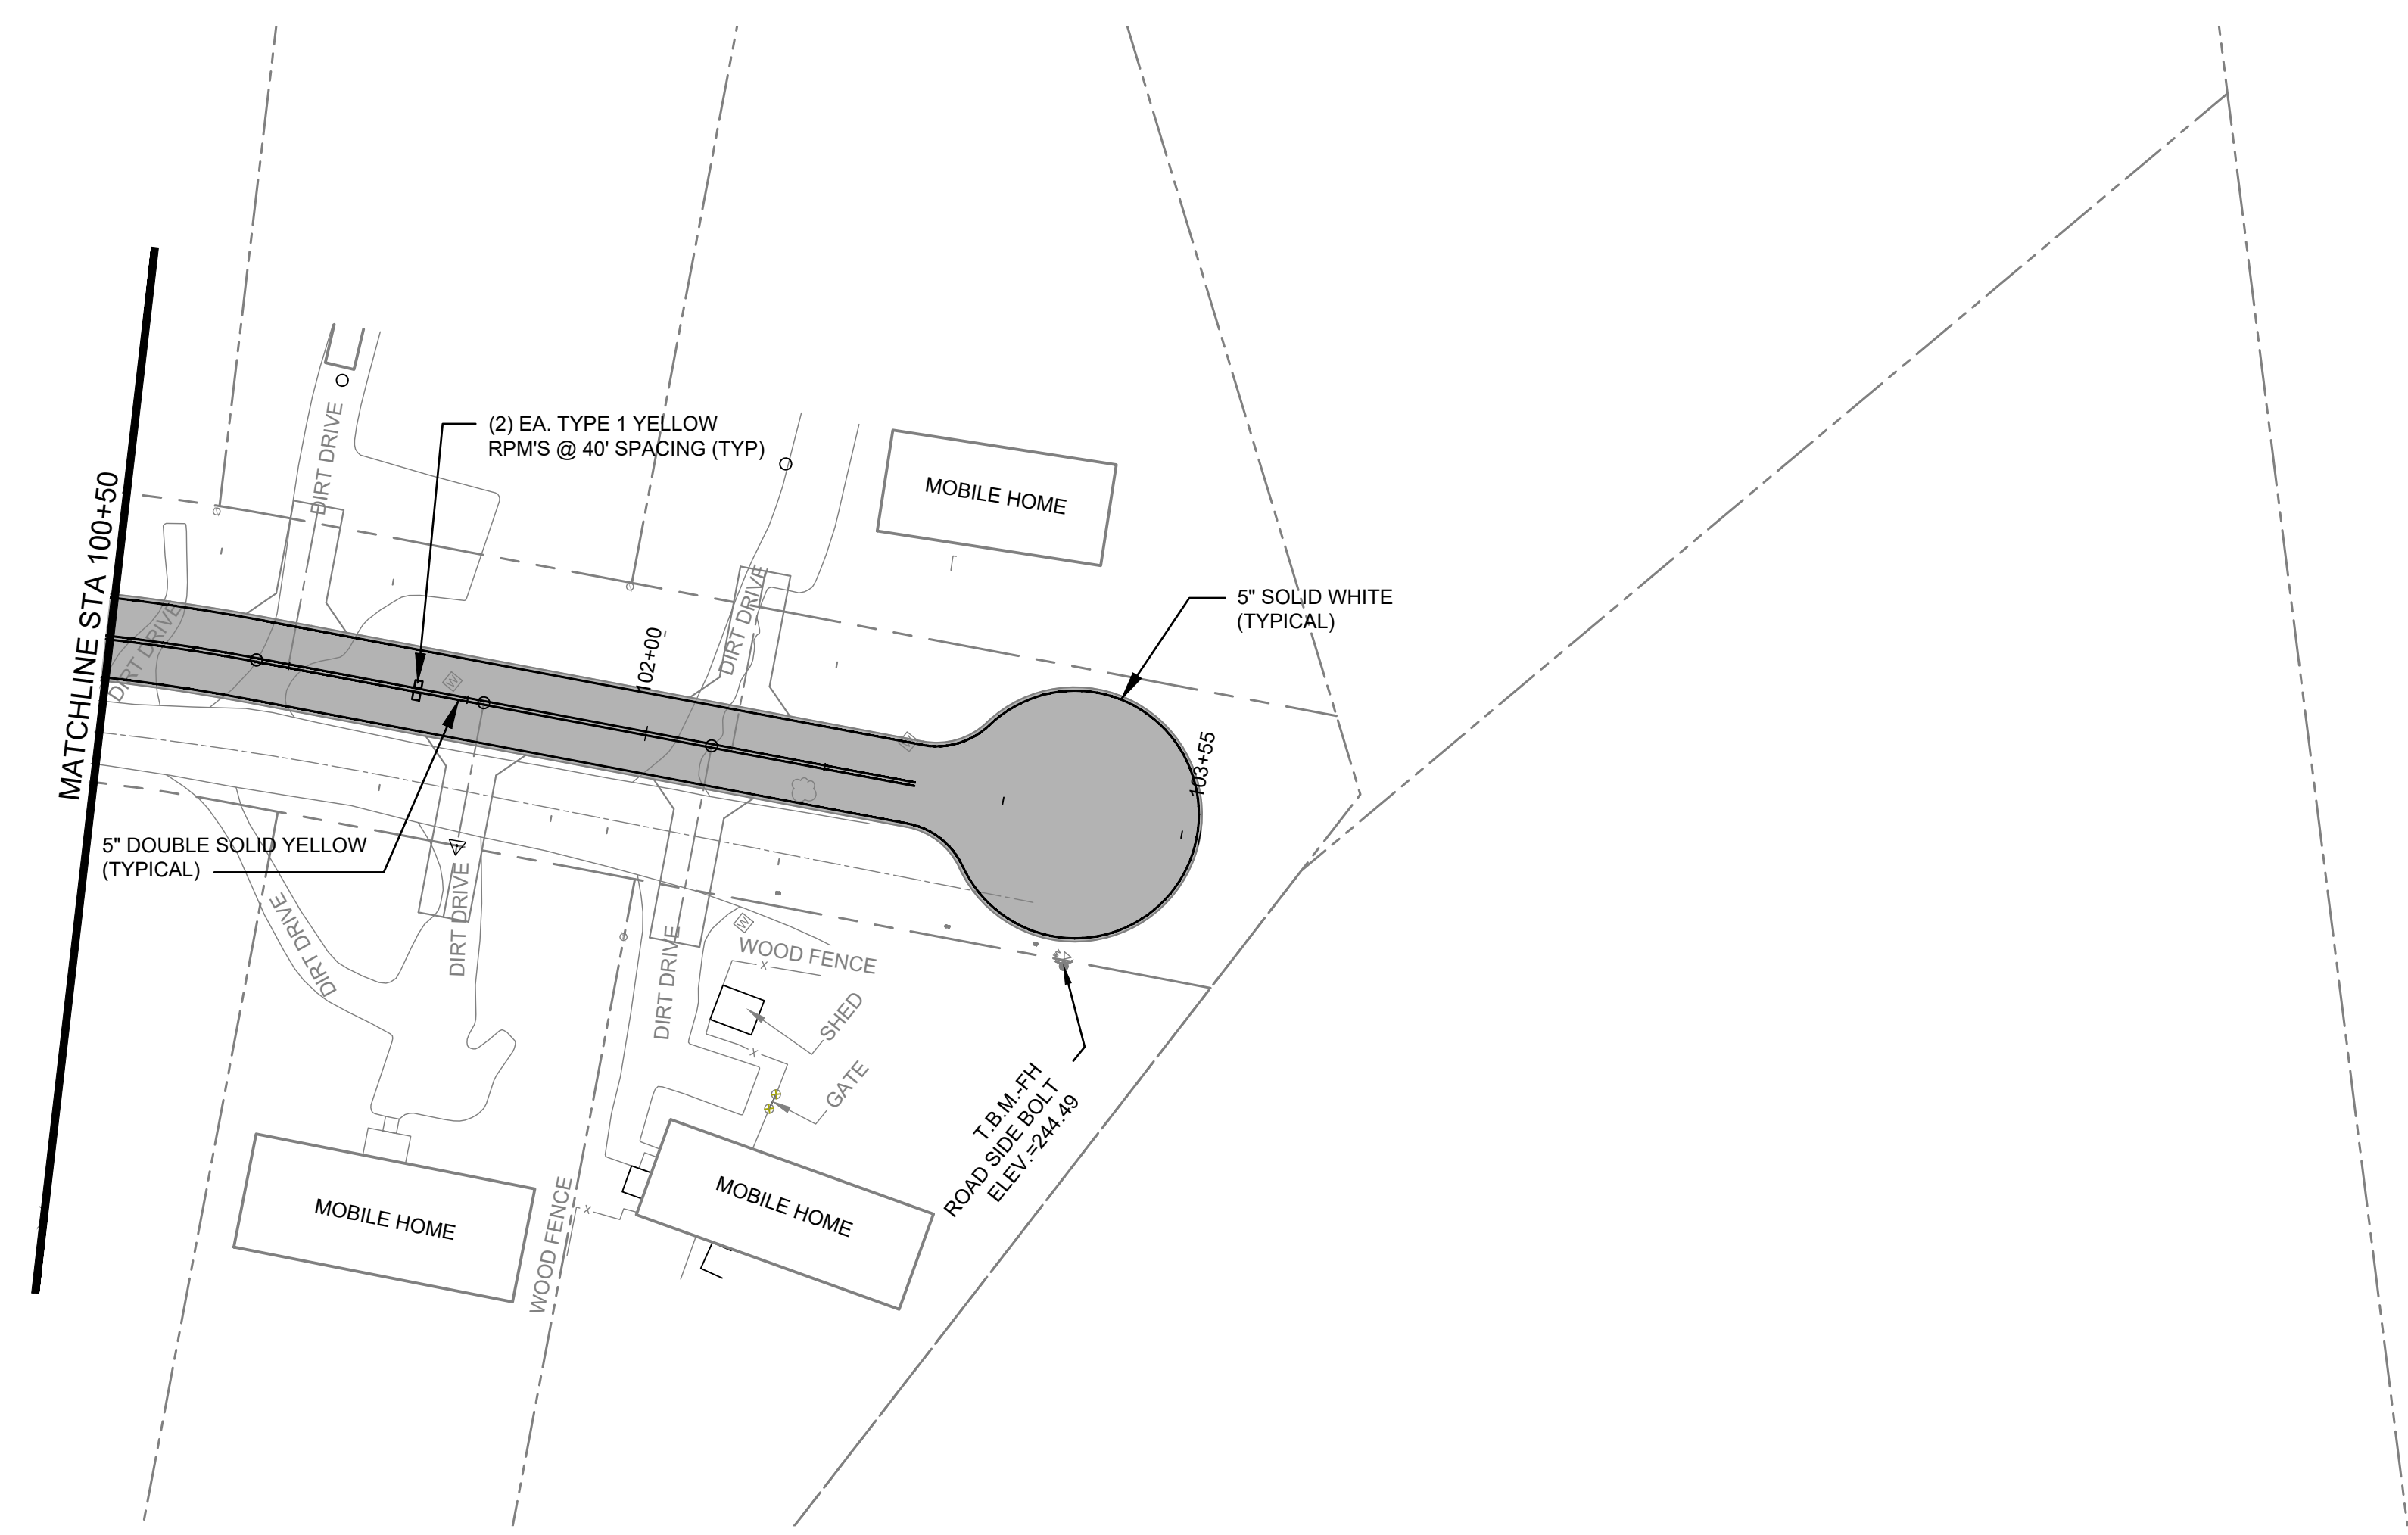 MATCHLINE STA 100+50
DIRT DRIVE
DIRT DRIVE
(2) EA. TYPE 1 YELLOW
RPM'S @ 40' SPACING (TYP)
102+00
DIRT DRIVE
MOBILE HOME
5" SOLID WHITE
(TYPICAL)
103+55
W
W
5" DOUBLE SOLID YELLOW
(TYPICAL)
DIRT DRIVE
DIRT DRIVE
DIRT DRIVE
W
WOOD FENCE
X
SHED
X
GATE
T.B.M.-FH
ROAD SIDE BOLT
ELEV.=244.49
MOBILE HOME
WOOD FENCE
X
MOBILE HOME